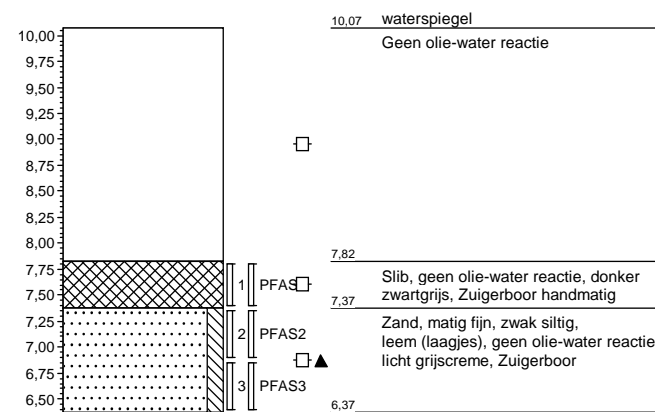 10,07 waterspiegel
10,00
Geen olie-water reactie
9,75
9,50
9,25
9,00
8,75
8,50
8,25
8,00
7,82
7,75
Slib, geen olie-water reactie, donker
1 PFAS
zwartgrijs, Zuigerboor handmatig
7,50
7,37
7,25
Zand, matig fijn, zwak siltig,
2 PFAS2
leem (laagjes), geen olie-water reactie
7,00
licht grijscreme, Zuigerboor
6,75
3 PFAS3
6,50
6,37